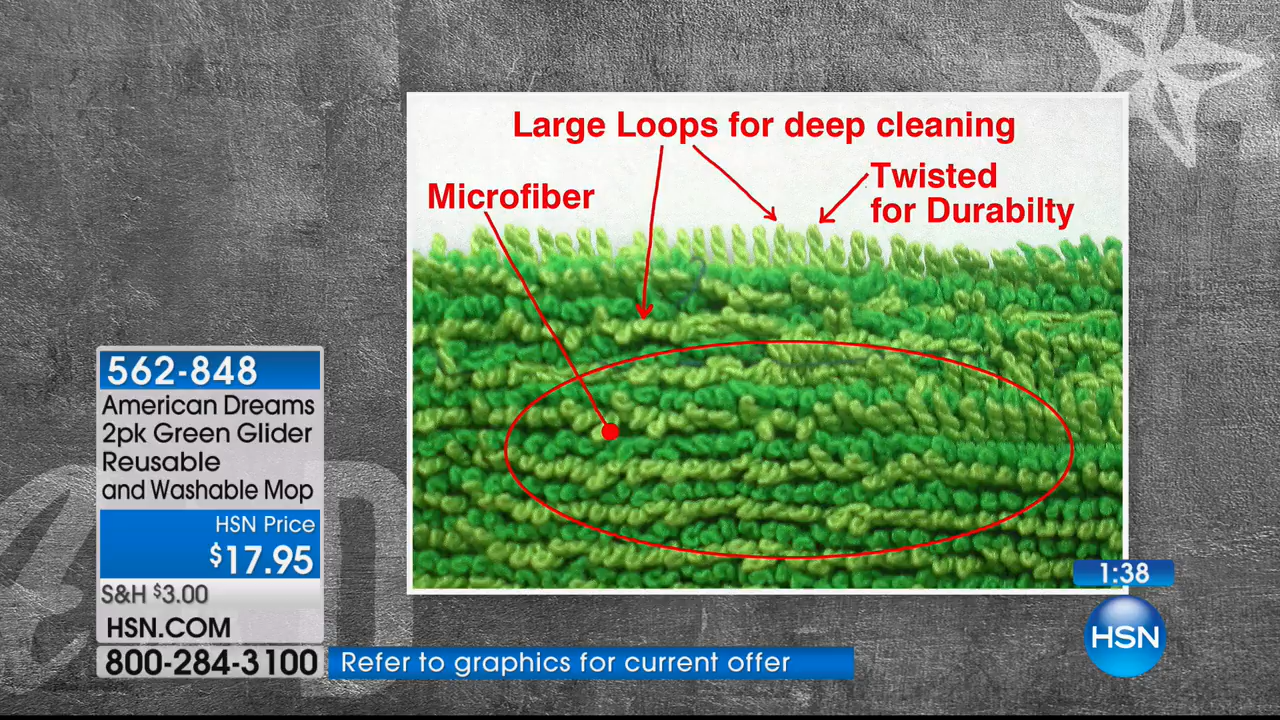 Large Loops for deep cleaning
Microfiber
Twisted
for Durabilty
562-848
American Dreams
2pk Green Glider
Reusable
and Washable Mop
HSN Price
$17.95
S&H $3.00
HSN.COM
800-284-3100
Refer to graphics for current offer
1:38
HSN